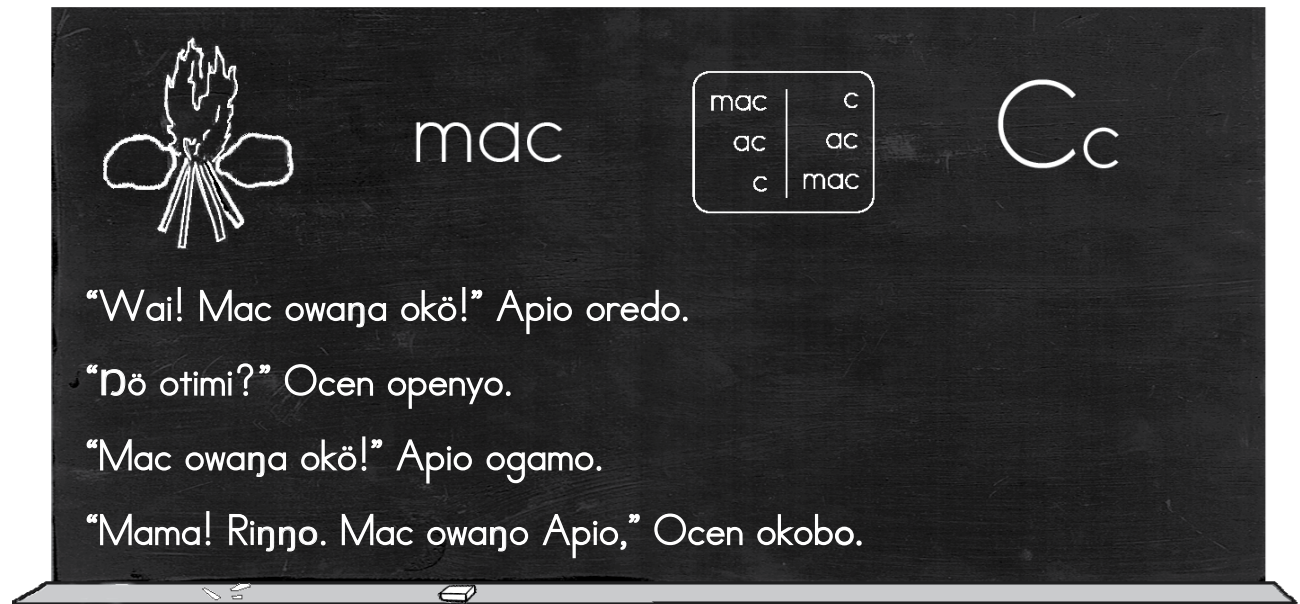 mac
mac | c
ac | ac
c | mac
Cc
“Wai! Mac owaŋa okö!” Apio oredo.
“Ŋö otimi?” Ocen openyo.
“Mac owaŋa okö!” Apio ogamo.
“Mama! Riŋŋo. Mac owaŋo Apio,” Ocen okobo.